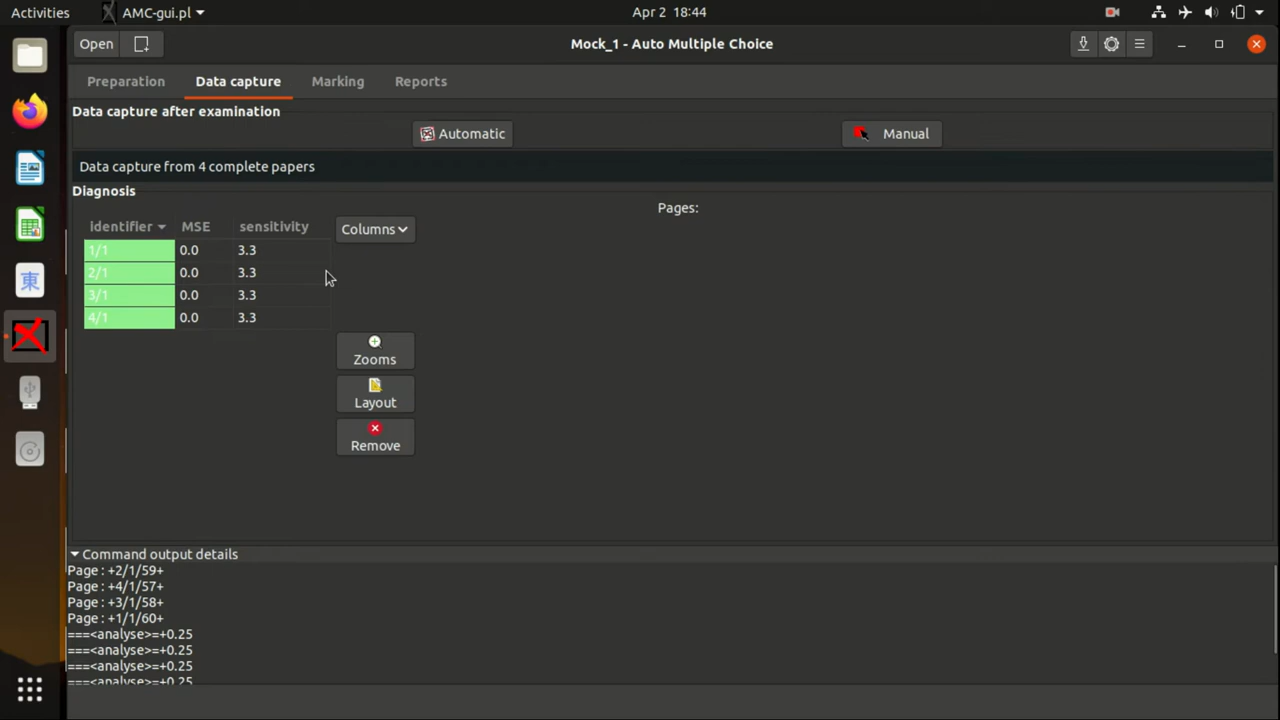 Activities AMC-gui.pl Apr 2 18:44
Open Mock_1 - Auto Multiple Choice
Preparation Data capture Marking Reports
Data capture after examination
Automatic Manual
Data capture from 4 complete papers
Diagnosis
Pages:
identifier MSE sensitivity Columns
1/1 0.0 3.3
2/1 0.0 3.3
3/1 0.0 3.3
4/1 0.0 3.3
Zooms
Layout
Remove
Command output details
Page : +2/1/59+
Page : +4/1/57+
Page : +3/1/58+
Page : +1/1/60+
===<analyse>=+0.25
===<analyse>=+0.25
===<analyse>=+0.25
===<analyse>=+0.25
東